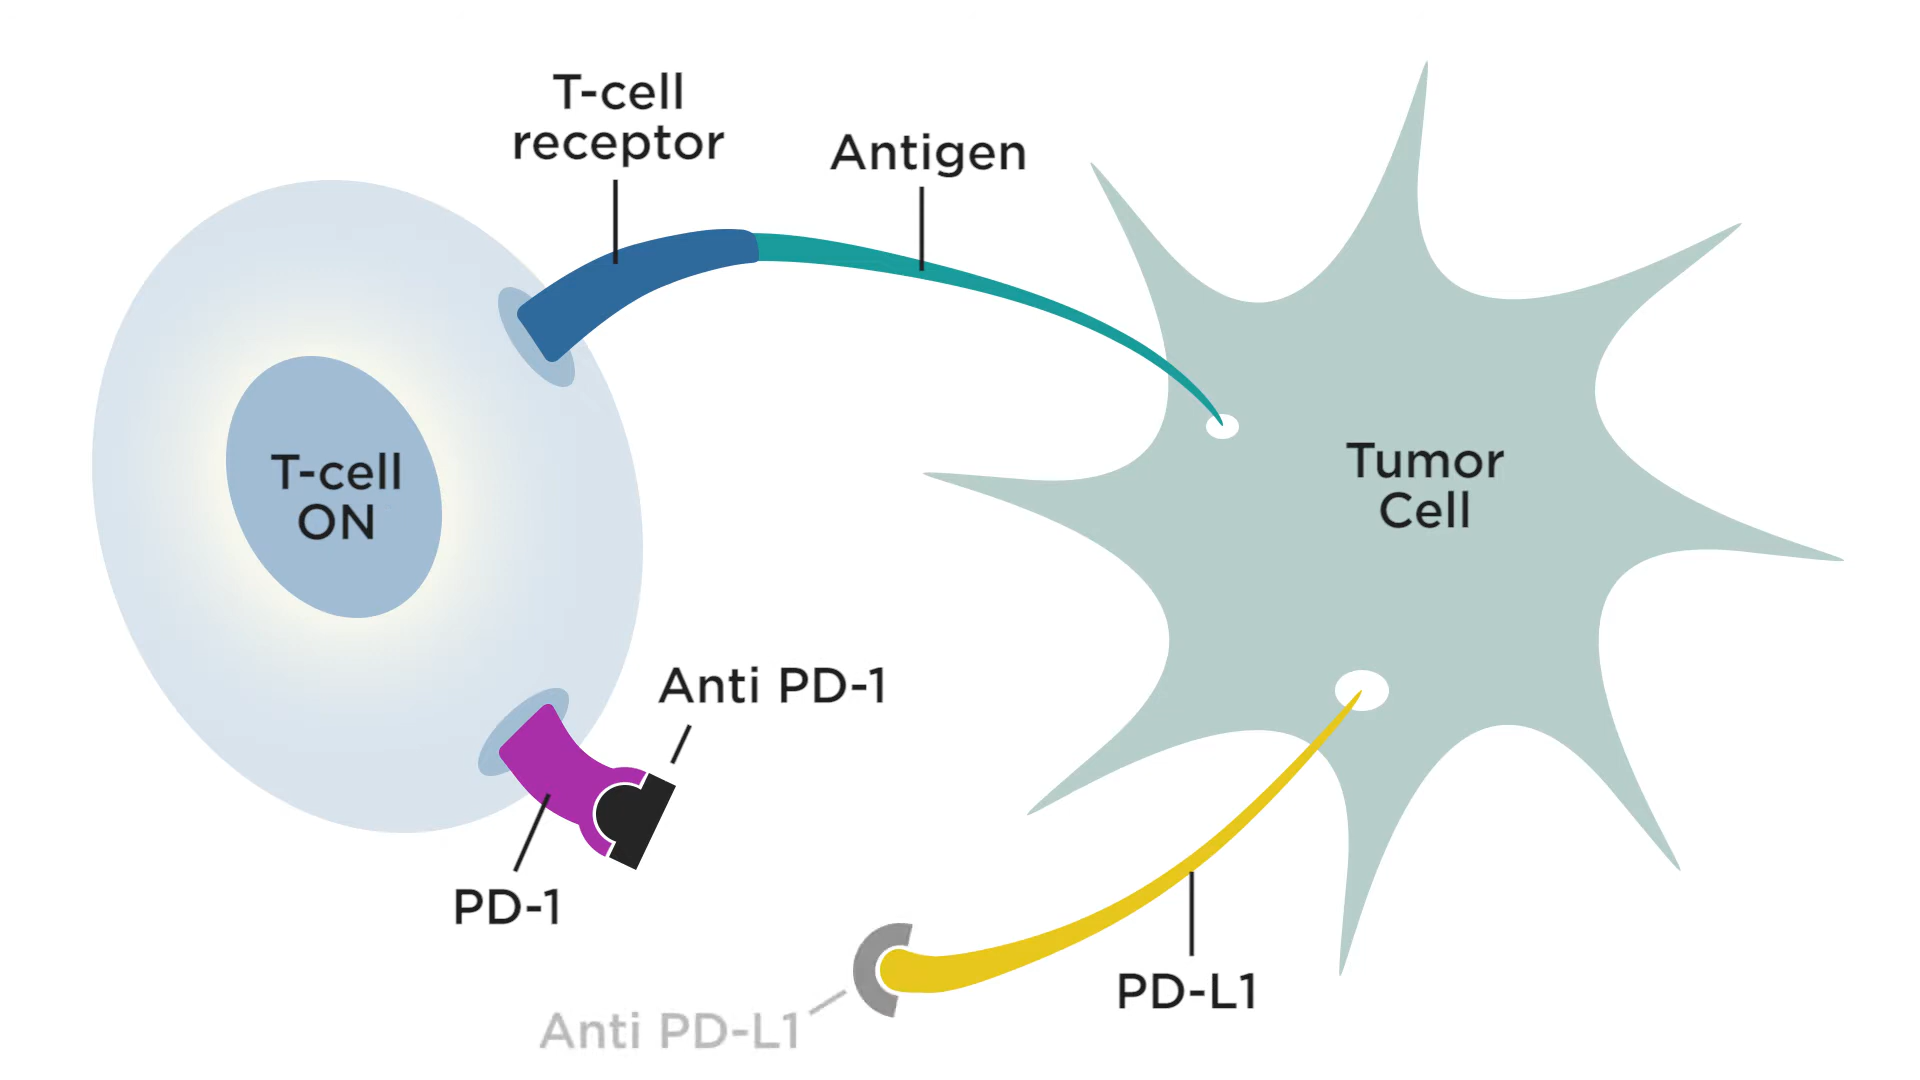 T-cell
receptor
Antigen
T-cell
ON
Tumor
Cell
Anti PD-1
PD-1
PD-L1
Anti PD-L1